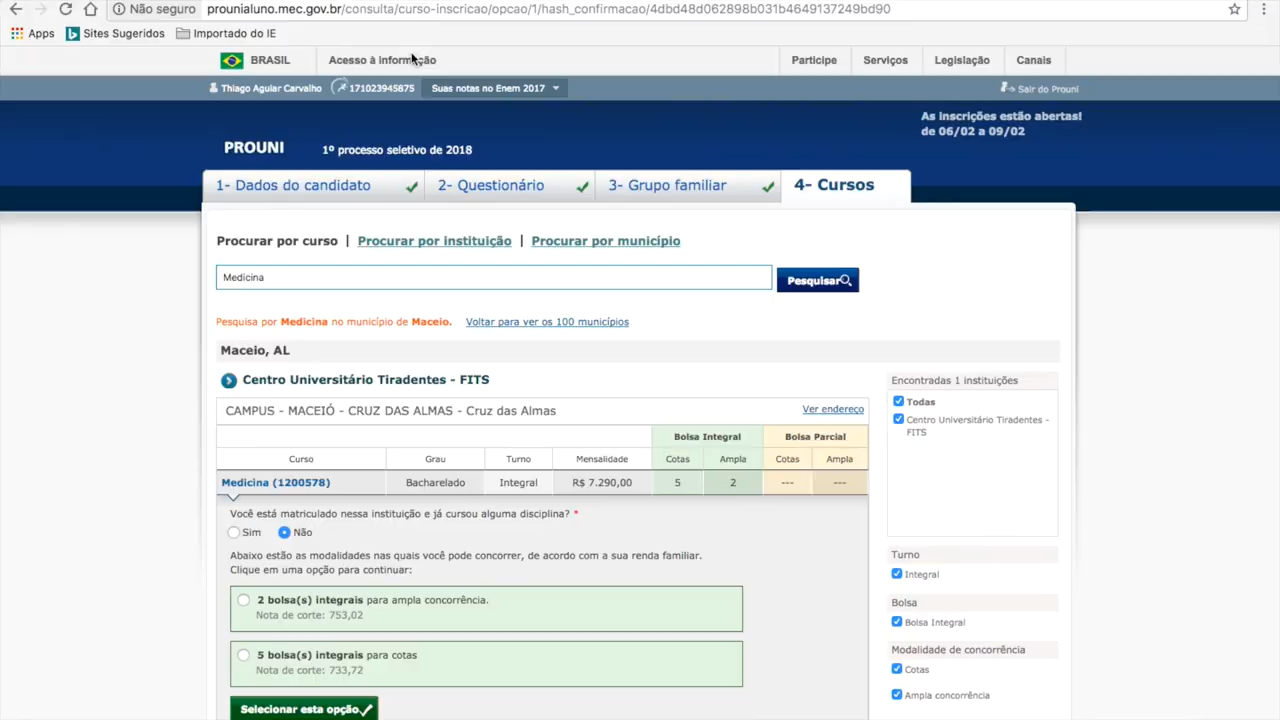 Não seguro prounialuno.mec.gov.br/consulta/curso-inscricao/opcao/1/hash_confirmacao/4dbd48d062898b031b4649137249bd90
Apps Sites Sugeridos Importado do IE
BRASIL Acesso à informação Participe Serviços Legislação Canais
Thiago Aguiar Carvalho 171023945875 Suas notas no Enem 2017 Sair do Prouni
As inscrições estão abertas!
de 06/02 a 09/02
PROUNI 1º processo seletivo de 2018
1- Dados do candidato 2- Questionário 3- Grupo familiar 4- Cursos
Procurar por curso | Procurar por instituição | Procurar por município
Medicina Pesquisar
Pesquisa por Medicina no município de Maceio. Voltar para ver os 100 municípios
Maceio, AL
Centro Universitário Tiradentes - FITS
CAMPUS - MACEIÓ - CRUZ DAS ALMAS - Cruz das Almas Ver endereço
Bolsa Integral Bolsa Parcial
Curso Grau Turno Mensalidade Cotas Ampla Cotas Ampla
Medicina (1200578) Bacharelado Integral R$ 7.290,00 5 2 --- ---
Você está matriculado nessa instituição e já cursou alguma disciplina? *
Sim Não
Abaixo estão as modalidades nas quais você pode concorrer, de acordo com a sua renda familiar.
Clique em uma opção para continuar:
2 bolsa(s) integrais para ampla concorrência.
Nota de corte: 753,02
5 bolsa(s) integrais para cotas
Nota de corte: 733,72
Selecionar esta opção
Encontradas 1 instituições
Todas
Centro Universitário Tiradentes -
FITS
Turno
Integral
Bolsa
Bolsa Integral
Modalidade de concorrência
Cotas
Ampla concorrência